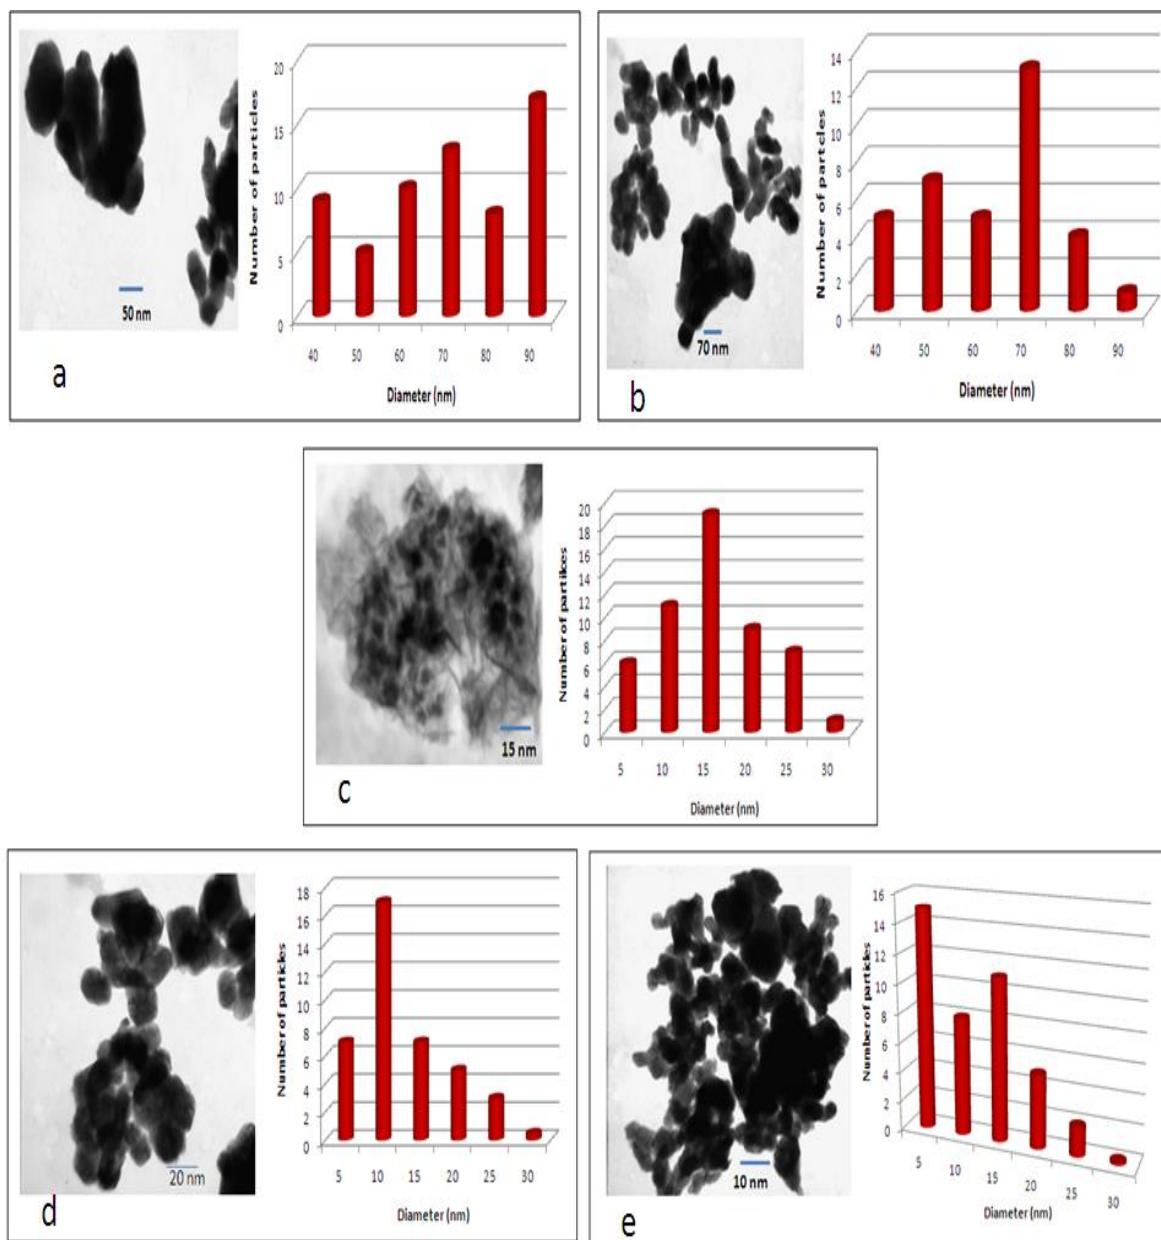 50 nm
Number of particles
20
15
10
5
0
40 50 60 70 80 90
Diameter (nm)
a
70 nm
Number of partcles
14
12
10
8
6
4
2
0
40 50 60 70 80 90
Diameter (nm)
b
15 nm
Number of partikes
20
18
16
14
12
10
8
6
4
2
0
5 10 15 20 25 30
Diameter (nm)
c
20 nm
Number of particles
18
16
14
12
10
8
6
4
2
0
5 10 15 20 25 30
Diameter (nm)
d
10 nm
Number of particles
16
14
12
10
8
6
4
2
0
5 10 15 20 25 30
Diameter (nm)
e